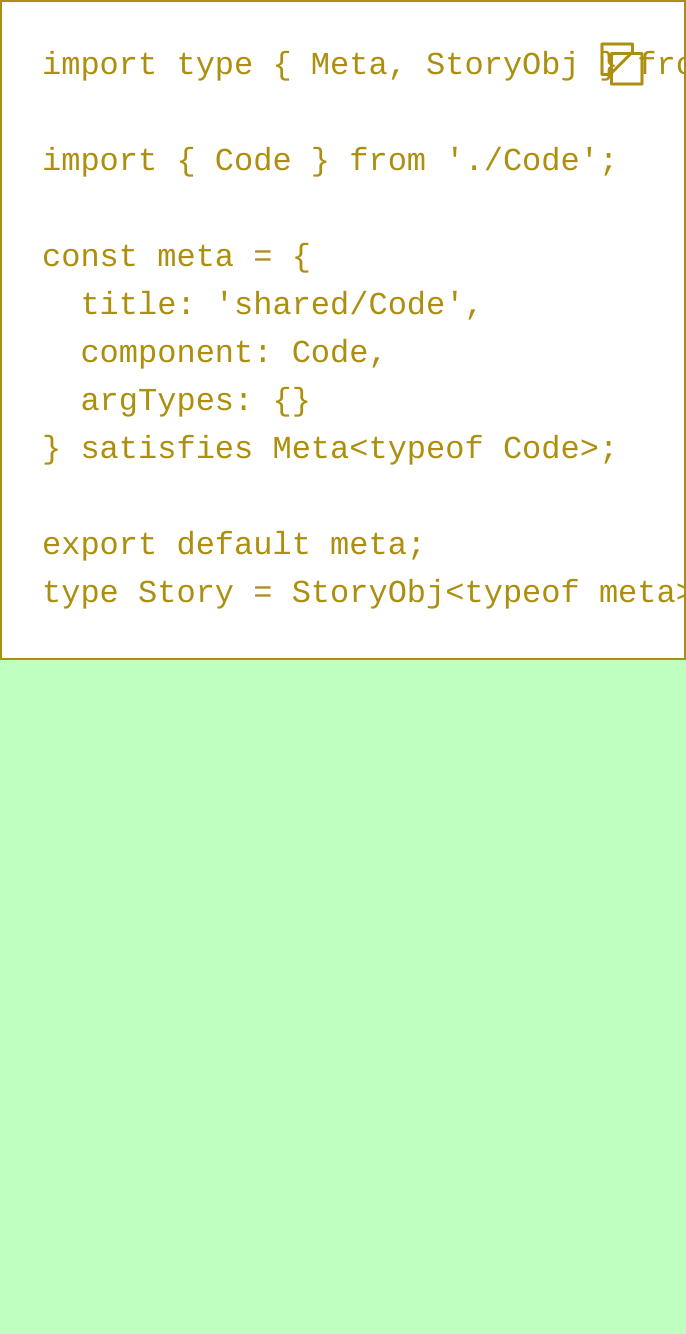 import type { Meta, StoryObj } fro
import { Code } from './Code';
const meta = {
  title: 'shared/Code',
  component: Code,
  argTypes: {}
} satisfies Meta<typeof Code>;
export default meta;
type Story = StoryObj<typeof meta>